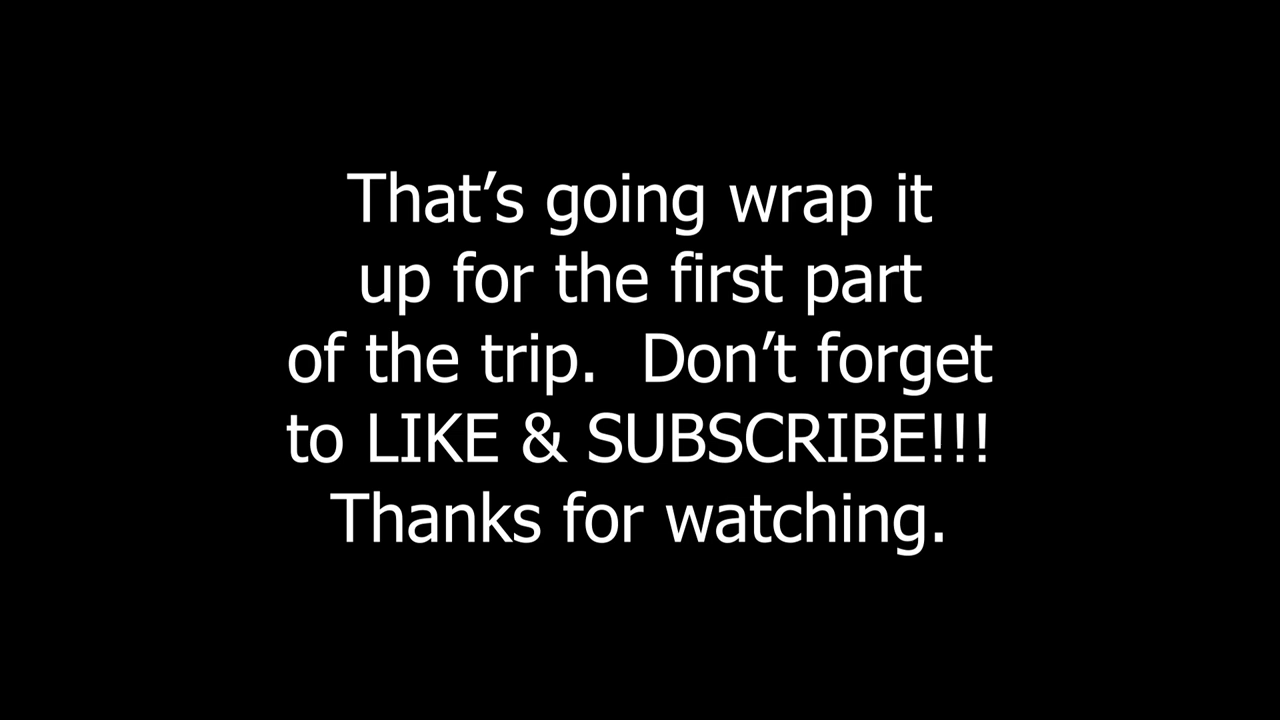 That’s going wrap it
up for the first part
of the trip.  Don’t forget
to LIKE & SUBSCRIBE!!!
Thanks for watching.